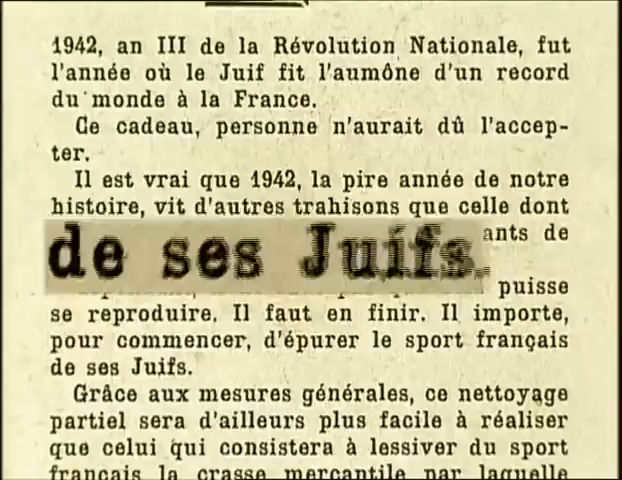 1942, an III de la Révolution Nationale, fut
l'année où le Juif fit l'aumône d'un record
du monde à la France.
Ce cadeau, personne n'aurait dû l'accep-
ter.
Il est vrai que 1942, la pire année de notre
histoire, vit d'autres trahisons que celle dont
ants de
de ses Juifs.
puisse
se reproduire. Il faut en finir. Il importe,
pour commencer, d'épurer le sport français
de ses Juifs.
Grâce aux mesures générales, ce nettoyage
partiel sera d'ailleurs plus facile à réaliser
que celui qui consistera à lessiver du sport
français la crasse mercantile par laquelle